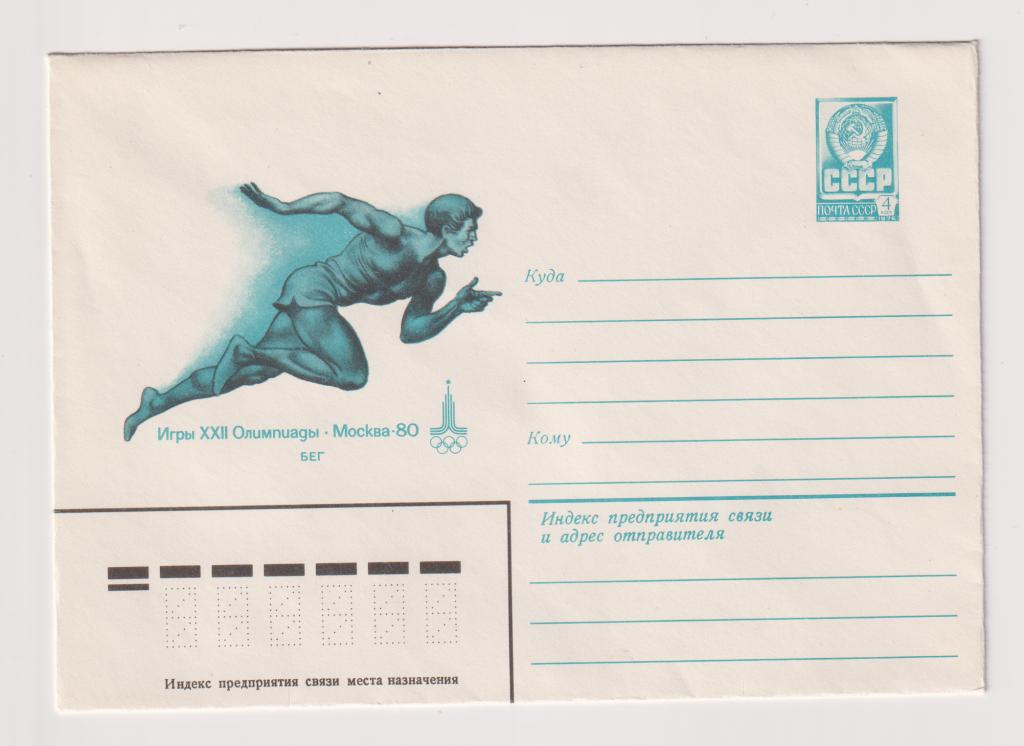 СССР
ПОЧТА СССР
4
Куда
Игры XXII Олимпиады · Москва·80
БЕГ
Кому
Индекс предприятия связи
и адрес отправителя
Индекс предприятия связи места назначения